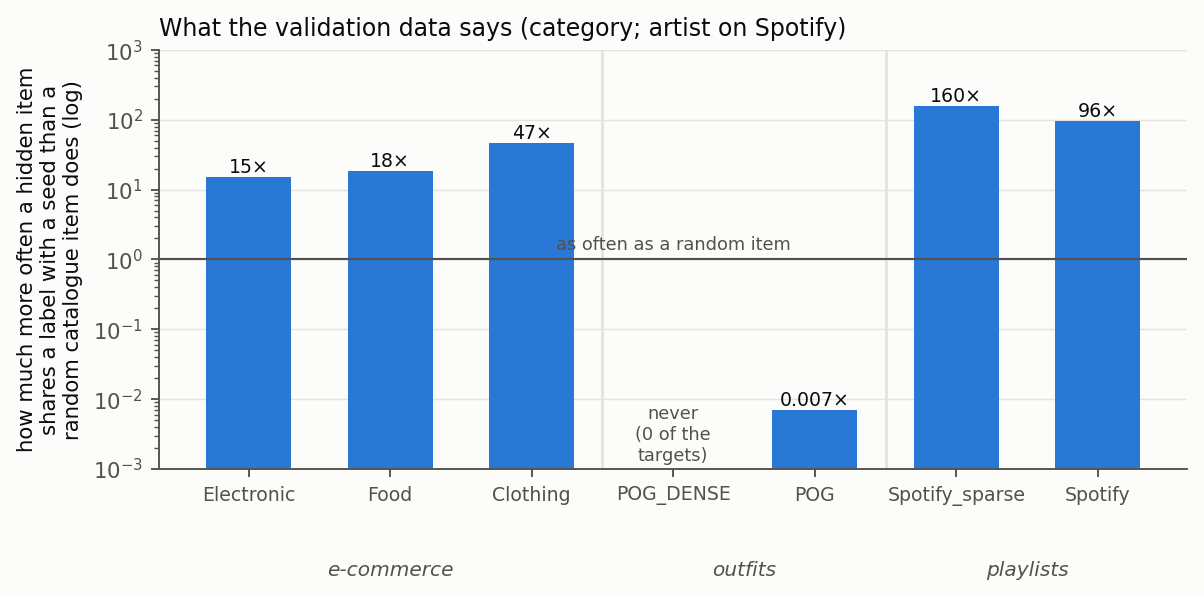 What the validation data says (category; artist on Spotify)
how much more often a hidden item
shares a label with a seed than a
random catalogue item does (log)
10³
10²
10¹
10⁰
10⁻¹
10⁻²
10⁻³
15×
18×
47×
never
(0 of the
targets)
0.007×
160×
96×
as often as a random item
Electronic
Food
Clothing
POG_DENSE
POG
Spotify_sparse
Spotify
e-commerce
outfits
playlists